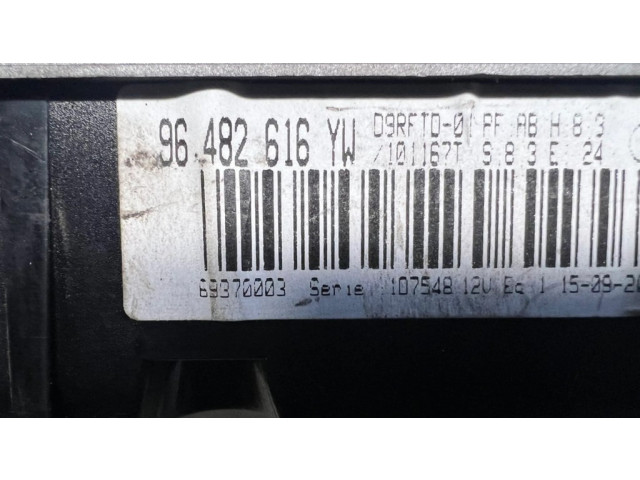 96 482 616 YW
D9RFTD-01 PF AB H 8 3
/101167T S 8 3 E 24
69370003 Serie 107548 12V Ec 1 15-09-20